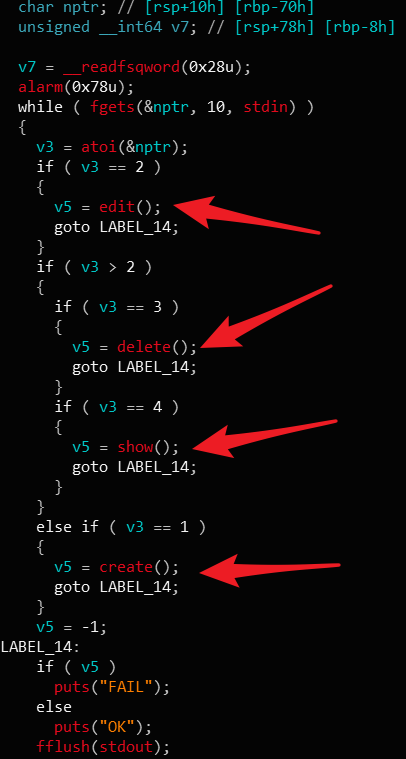 char nptr; // [rsp+10h] [rbp-70h]
unsigned __int64 v7; // [rsp+78h] [rbp-8h]
v7 = __readfsqword(0x28u);
alarm(0x78u);
while ( fgets(&nptr, 10, stdin) )
{
v3 = atoi(&nptr);
if ( v3 == 2 )
{
v5 = edit();
goto LABEL_14;
}
if ( v3 > 2 )
{
if ( v3 == 3 )
{
v5 = delete();
goto LABEL_14;
}
if ( v3 == 4 )
{
v5 = show();
goto LABEL_14;
}
}
else if ( v3 == 1 )
{
v5 = create();
goto LABEL_14;
}
v5 = -1;
LABEL_14:
if ( v5 )
puts("FAIL");
else
puts("OK");
fflush(stdout);